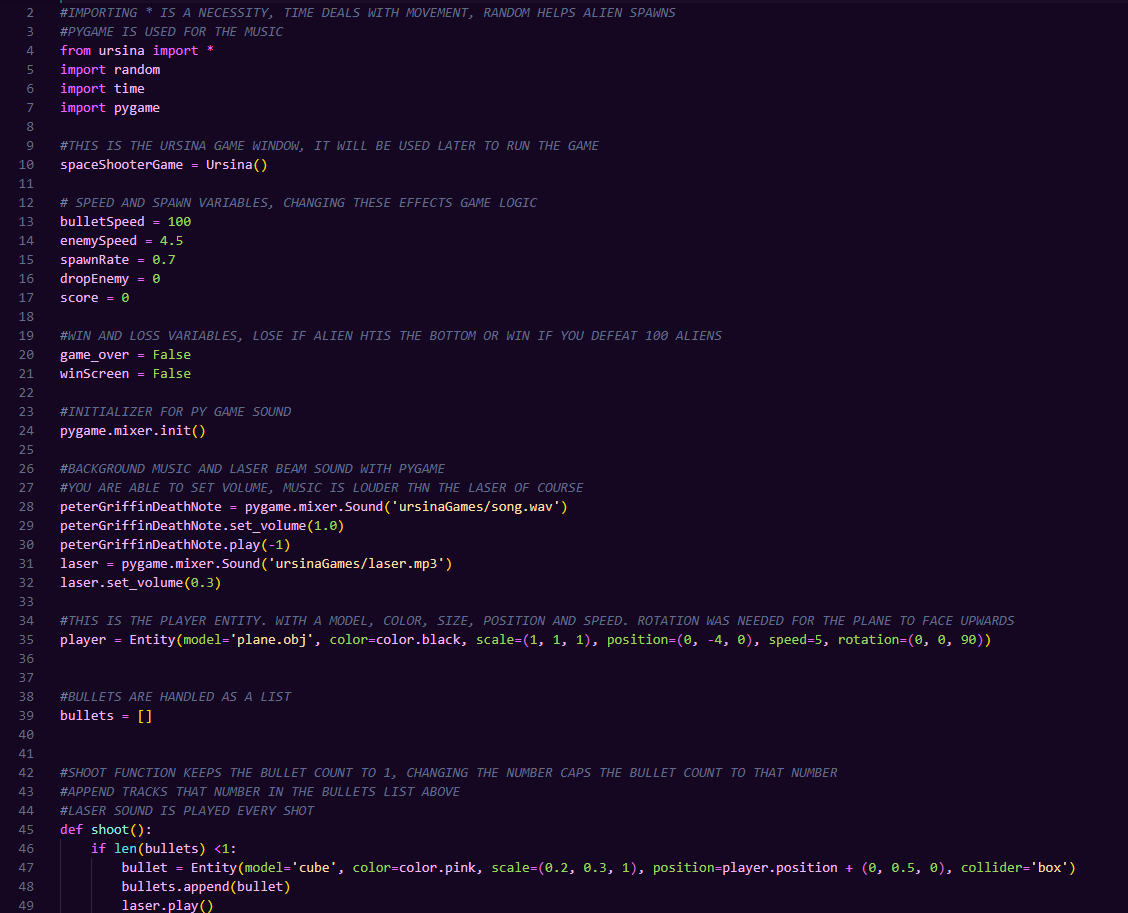 2 #IMPORTING * IS A NECESSITY, TIME DEALS WITH MOVEMENT, RANDOM HELPS ALIEN SPAWNS
3 #PYGAME IS USED FOR THE MUSIC
4 from ursina import *
5 import random
6 import time
7 import pygame
8
9 #THIS IS THE URSINA GAME WINDOW, IT WILL BE USED LATER TO RUN THE GAME
10 spaceShooterGame = Ursina()
11
12 # SPEED AND SPAWN VARIABLES, CHANGING THESE EFFECTS GAME LOGIC
13 bulletSpeed = 100
14 enemySpeed = 4.5
15 spawnRate = 0.7
16 dropEnemy = 0
17 score = 0
18
19 #WIN AND LOSS VARIABLES, LOSE IF ALIEN HTIS THE BOTTOM OR WIN IF YOU DEFEAT 100 ALIENS
20 game_over = False
21 winScreen = False
22
23 #INITIALIZER FOR PY GAME SOUND
24 pygame.mixer.init()
25
26 #BACKGROUND MUSIC AND LASER BEAM SOUND WITH PYGAME
27 #YOU ARE ABLE TO SET VOLUME, MUSIC IS LOUDER THN THE LASER OF COURSE
28 peterGriffinDeathNote = pygame.mixer.Sound('ursinaGames/song.wav')
29 peterGriffinDeathNote.set_volume(1.0)
30 peterGriffinDeathNote.play(-1)
31 laser = pygame.mixer.Sound('ursinaGames/laser.mp3')
32 laser.set_volume(0.3)
33
34 #THIS IS THE PLAYER ENTITY. WITH A MODEL, COLOR, SIZE, POSITION AND SPEED. ROTATION WAS NEEDED FOR THE PLANE TO FACE UPWARDS
35 player = Entity(model='plane.obj', color=color.black, scale=(1, 1, 1), position=(0, -4, 0), speed=5, rotation=(0, 0, 90))
36
37
38 #BULLETS ARE HANDLED AS A LIST
39 bullets = []
40
41
42 #SHOOT FUNCTION KEEPS THE BULLET COUNT TO 1, CHANGING THE NUMBER CAPS THE BULLET COUNT TO THAT NUMBER
43 #APPEND TRACKS THAT NUMBER IN THE BULLETS LIST ABOVE
44 #LASER SOUND IS PLAYED EVERY SHOT
45 def shoot():
46 if len(bullets) <1:
47 bullet = Entity(model='cube', color=color.pink, scale=(0.2, 0.3, 1), position=player.position + (0, 0.5, 0), collider='box')
48 bullets.append(bullet)
49 laser.play()